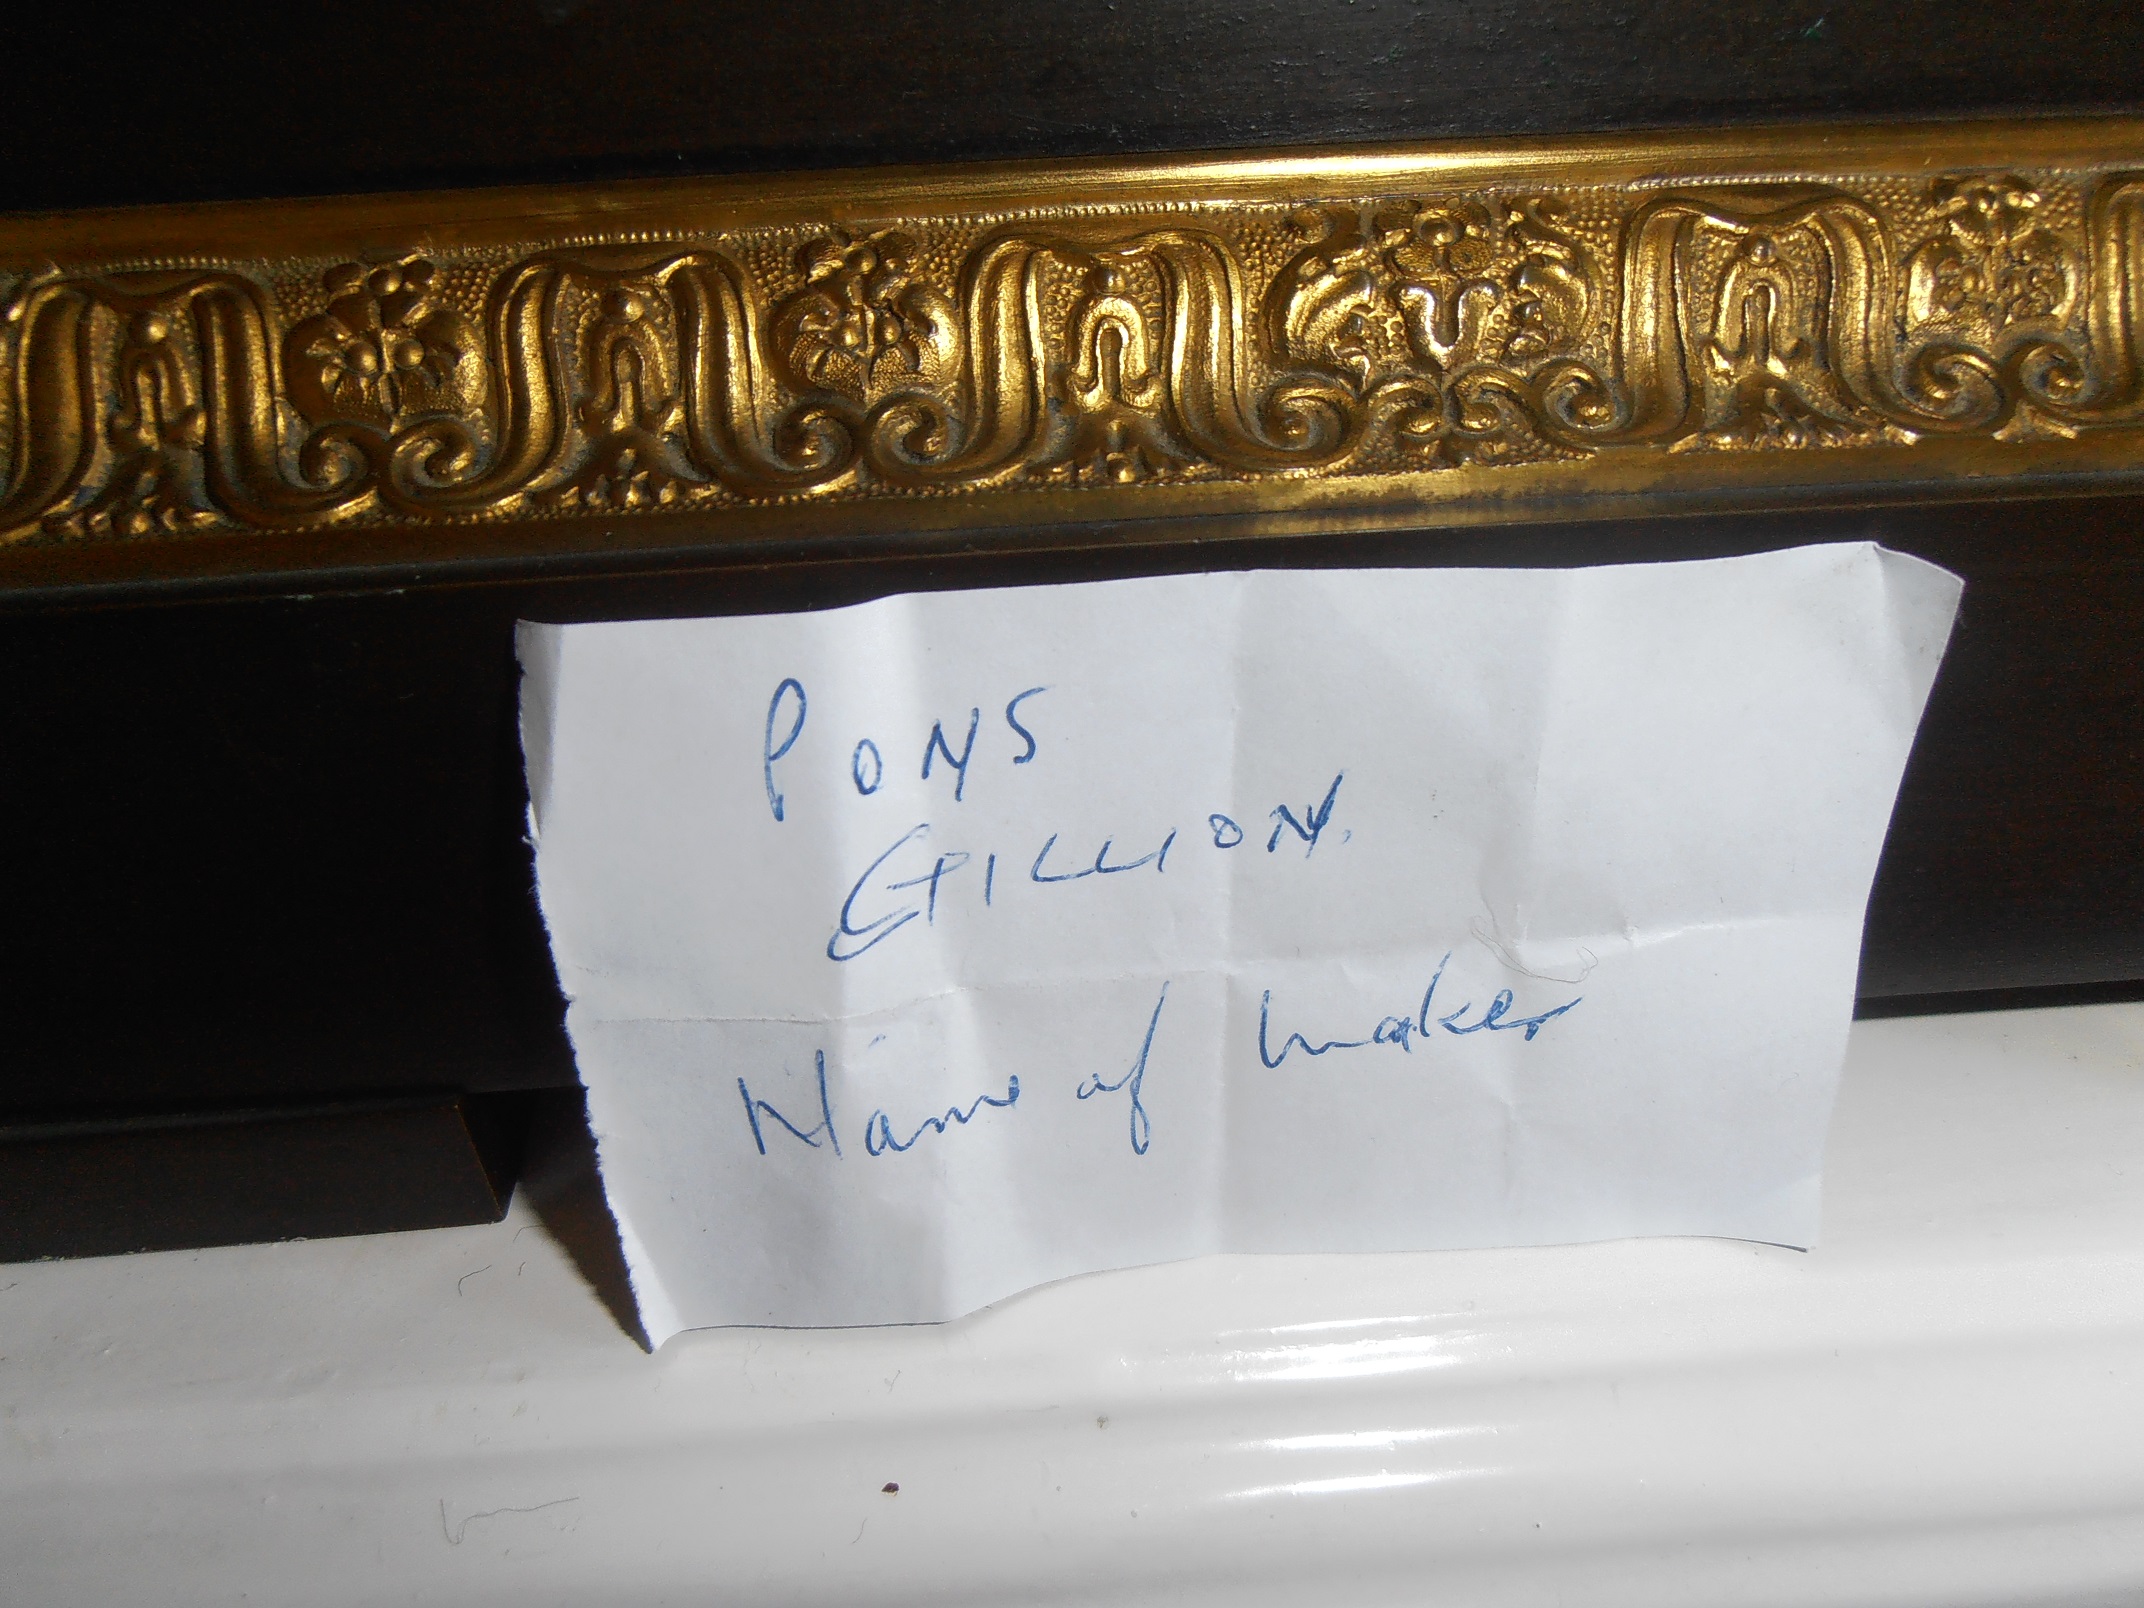 PONS
GILLION.
Name of maker